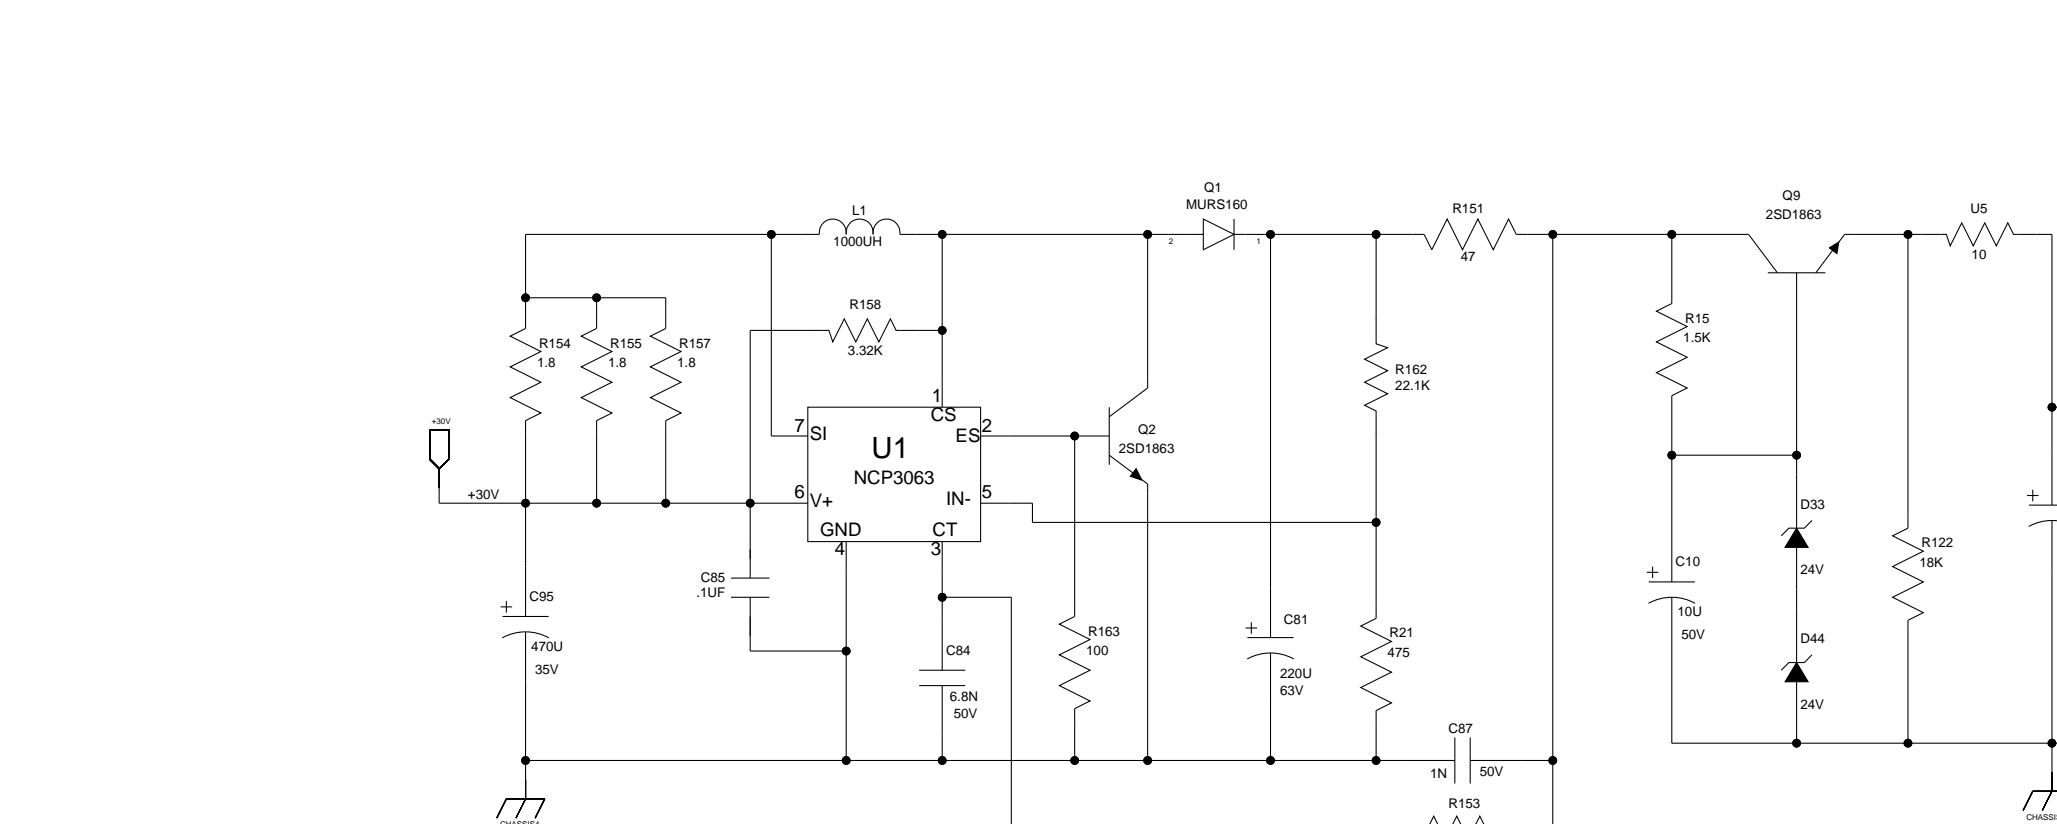 Q1
MURS160
Q9
2SD1863
L1
1000UH
R151
47
U5
10
2
1
R158
3.32K
R154
1.8
R155
1.8
R157
1.8
R15
1.5K
R162
22.1K
1
CS
7
SI
ES
2
U1
NCP3063
6
V+
IN-
5
GND
CT
4
3
+30V
+30V
Q2
2SD1863
D33
24V
C85
.1UF
C95
470U
35V
C84
6.8N
50V
R163
100
C81
220U
63V
R21
475
C10
10U
50V
D44
24V
R122
18K
C87
1N
50V
R153